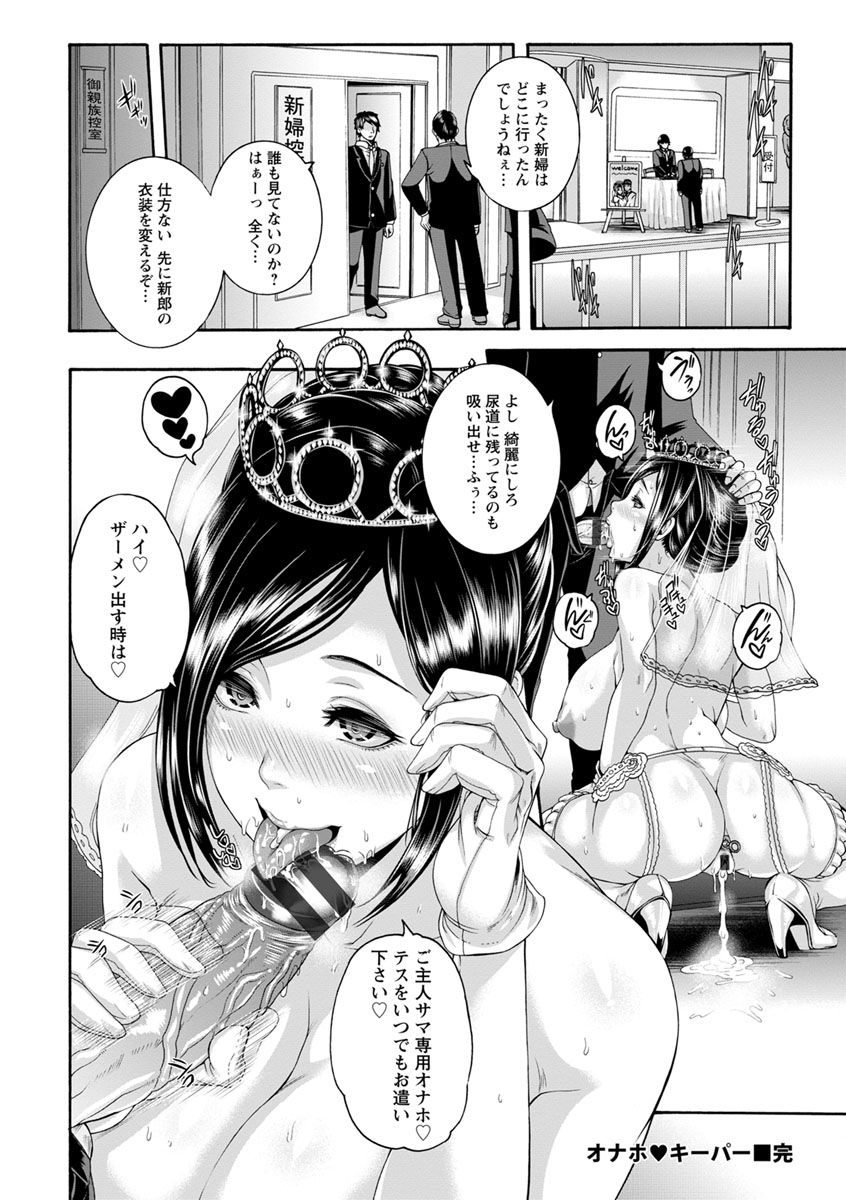 まったく新婦は
どこに行ったん
でしょうねぇ…
受付
welcome
新婦控
誰も見てないのか?
はぁーっ 全く…
御親族控室
仕方ない 先に新郎の
衣装を変えるぞ…
よし 綺麗にしろ
尿道に残ってるのも
吸い出せ…ふぅ…
ハイ♡
ザーメン出す時は♡
ご主人サマ専用オナホ♡
テスをいつでもお遣い
下さい♡
オナホ♥キーパー■完